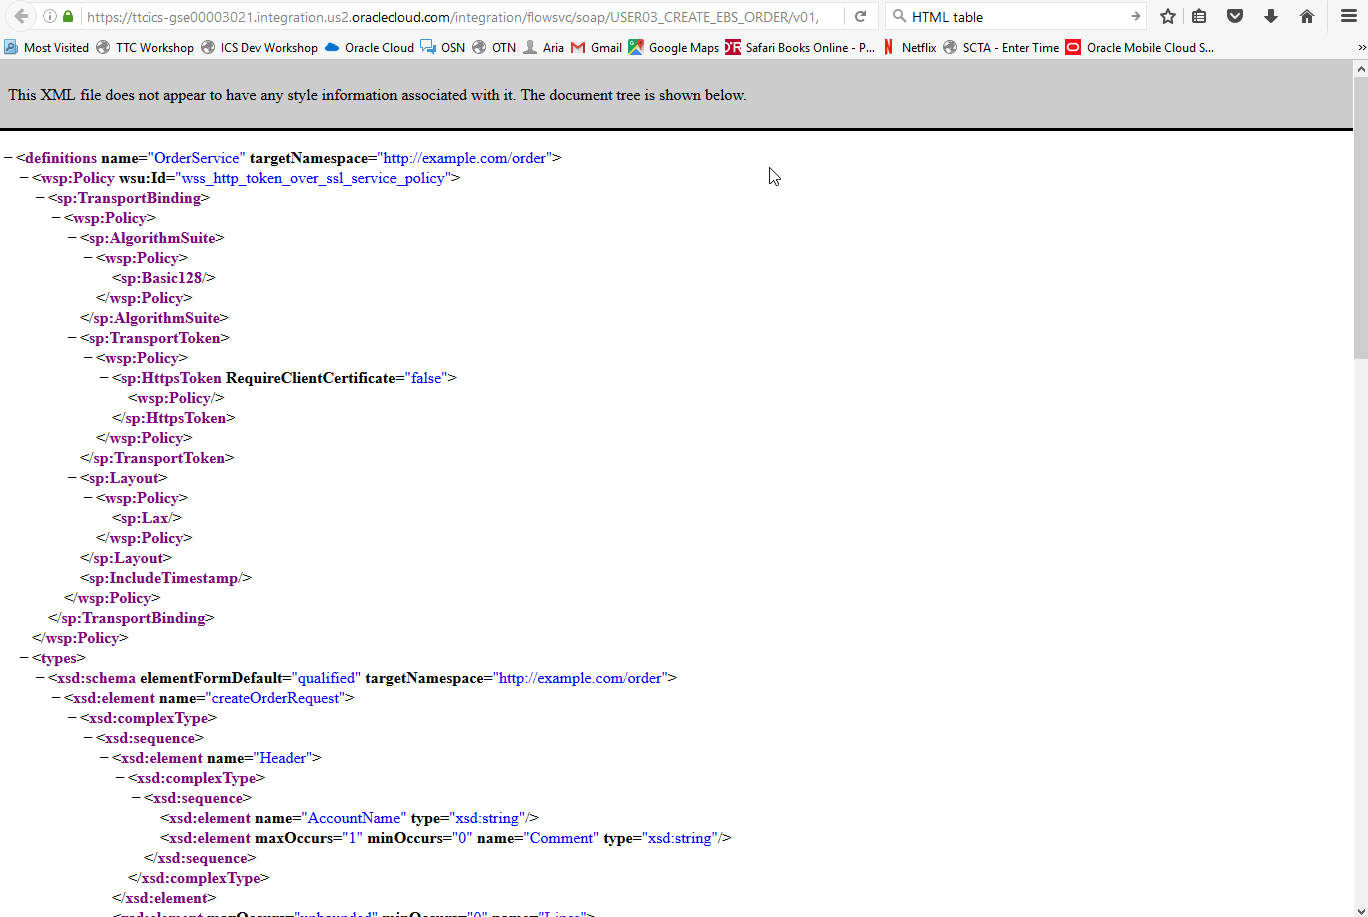 https://ttcics-gse00003021.integration.us2.oraclecloud.com/integration/flowsvc/soap/USER03_CREATE_EBS_ORDER/v01/ HTML table
Most Visited TTC Workshop ICS Dev Workshop Oracle Cloud OSN OTN Aria Gmail Google Maps Safari Books Online - P... Netflix SCTA - Enter Time Oracle Mobile Cloud S... »
This XML file does not appear to have any style information associated with it. The document tree is shown below.
−<definitions name="OrderService" targetNamespace="http://example.com/order">
−<wsp:Policy wsu:Id="wss_http_token_over_ssl_service_policy">
−<sp:TransportBinding>
−<wsp:Policy>
−<sp:AlgorithmSuite>
−<wsp:Policy>
<sp:Basic128/>
</wsp:Policy>
</sp:AlgorithmSuite>
−<sp:TransportToken>
−<wsp:Policy>
−<sp:HttpsToken RequireClientCertificate="false">
<wsp:Policy/>
</sp:HttpsToken>
</wsp:Policy>
</sp:TransportToken>
−<sp:Layout>
−<wsp:Policy>
<sp:Lax/>
</wsp:Policy>
</sp:Layout>
<sp:IncludeTimestamp/>
</wsp:Policy>
</sp:TransportBinding>
</wsp:Policy>
−<types>
−<xsd:schema elementFormDefault="qualified" targetNamespace="http://example.com/order">
−<xsd:element name="createOrderRequest">
−<xsd:complexType>
−<xsd:sequence>
−<xsd:element name="Header">
−<xsd:complexType>
−<xsd:sequence>
<xsd:element name="AccountName" type="xsd:string"/>
<xsd:element maxOccurs="1" minOccurs="0" name="Comment" type="xsd:string"/>
</xsd:sequence>
</xsd:complexType>
</xsd:element>
−<xsd:element maxOccurs="unbounded" minOccurs="0" name="Lines">